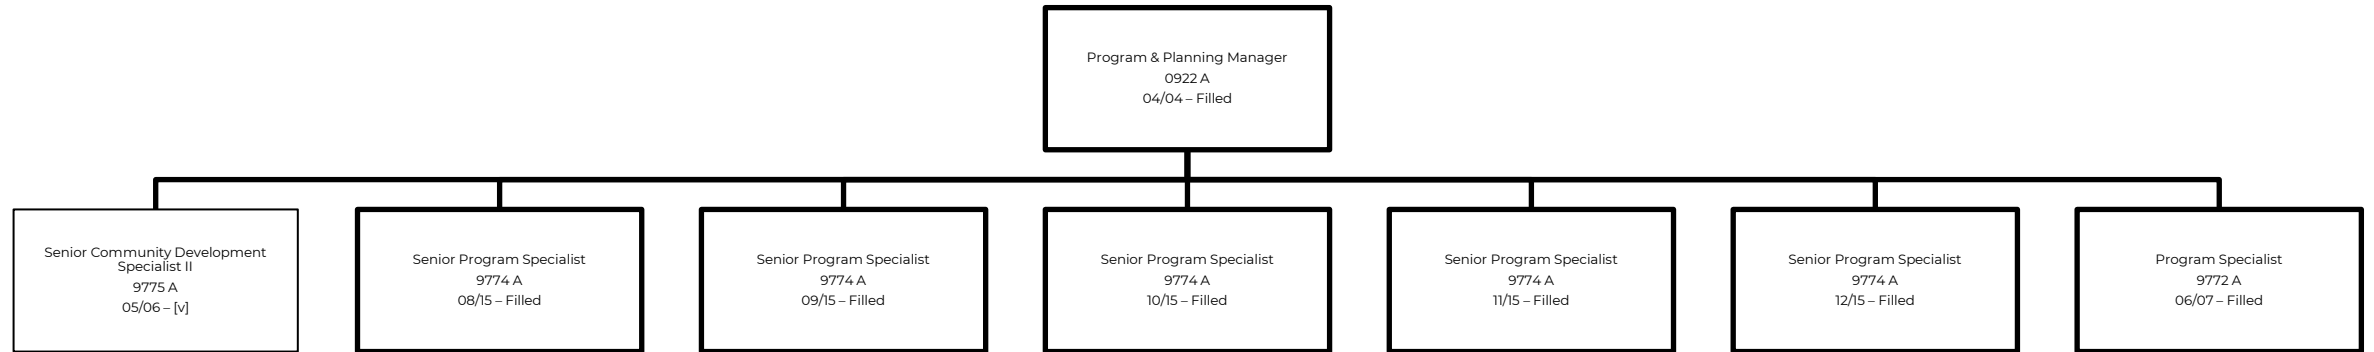 Program & Planning Manager
0922 A
04/04 – Filled
Senior Community Development
Specialist II
9775 A
05/06 – [v]
Senior Program Specialist
9774 A
08/15 – Filled
Senior Program Specialist
9774 A
09/15 – Filled
Senior Program Specialist
9774 A
10/15 – Filled
Senior Program Specialist
9774 A
11/15 – Filled
Senior Program Specialist
9774 A
12/15 – Filled
Program Specialist
9772 A
06/07 – Filled